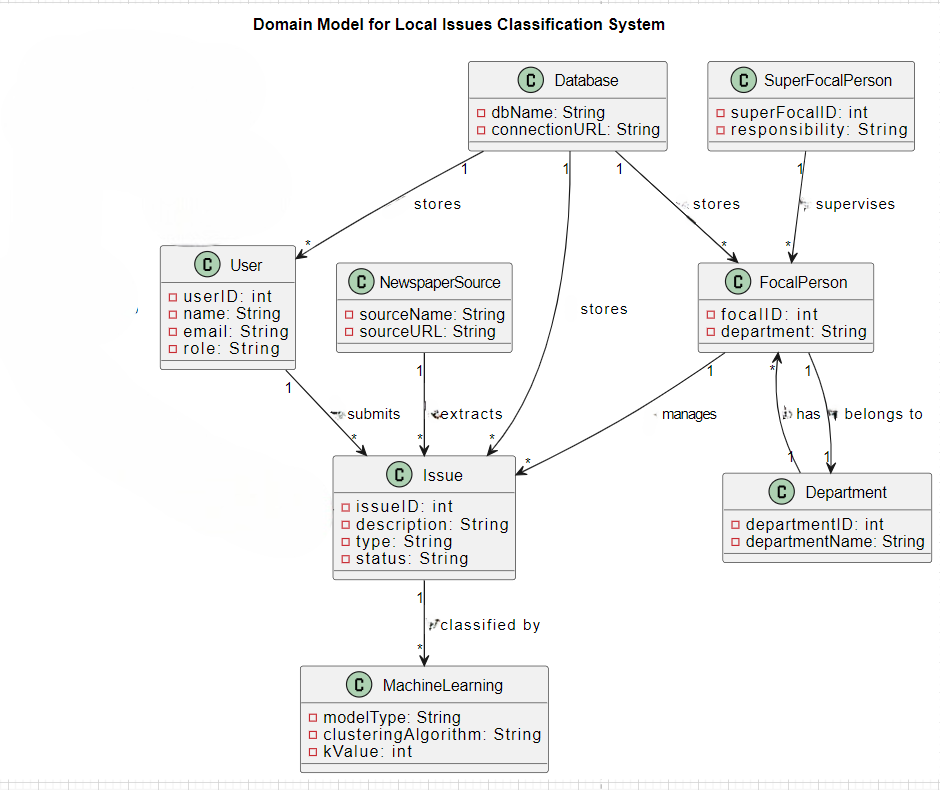 Domain Model for Local Issues Classification System
C Database
dbName: String
connectionURL: String
C SuperFocalPerson
superFocalID: int
responsibility: String
1 1 1 1
stores
stores
supervises
* * *
C User
userID: int
name: String
email: String
role: String
C NewspaperSource
sourceName: String
sourceURL: String
stores
C FocalPerson
focalID: int
department: String
1 1 1 * 1
submits
extracts
manages
has
belongs to
* * * * 1 1
C Issue
issueID: int
description: String
type: String
status: String
C Department
departmentID: int
departmentName: String
1
classified by
*
C MachineLearning
modelType: String
clusteringAlgorithm: String
kValue: int